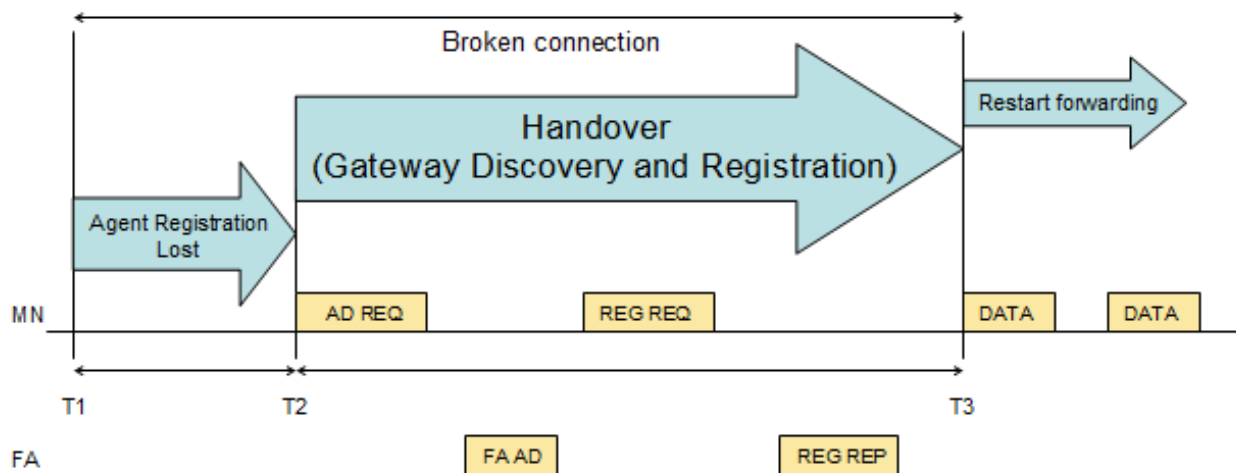 Broken connection
Restart forwarding
Handover
(Gateway Discovery and Registration)
Agent Registration
Lost
MN
AD REQ
REG REQ
DATA
DATA
T1
T2
T3
FA
FA AD
REG REP